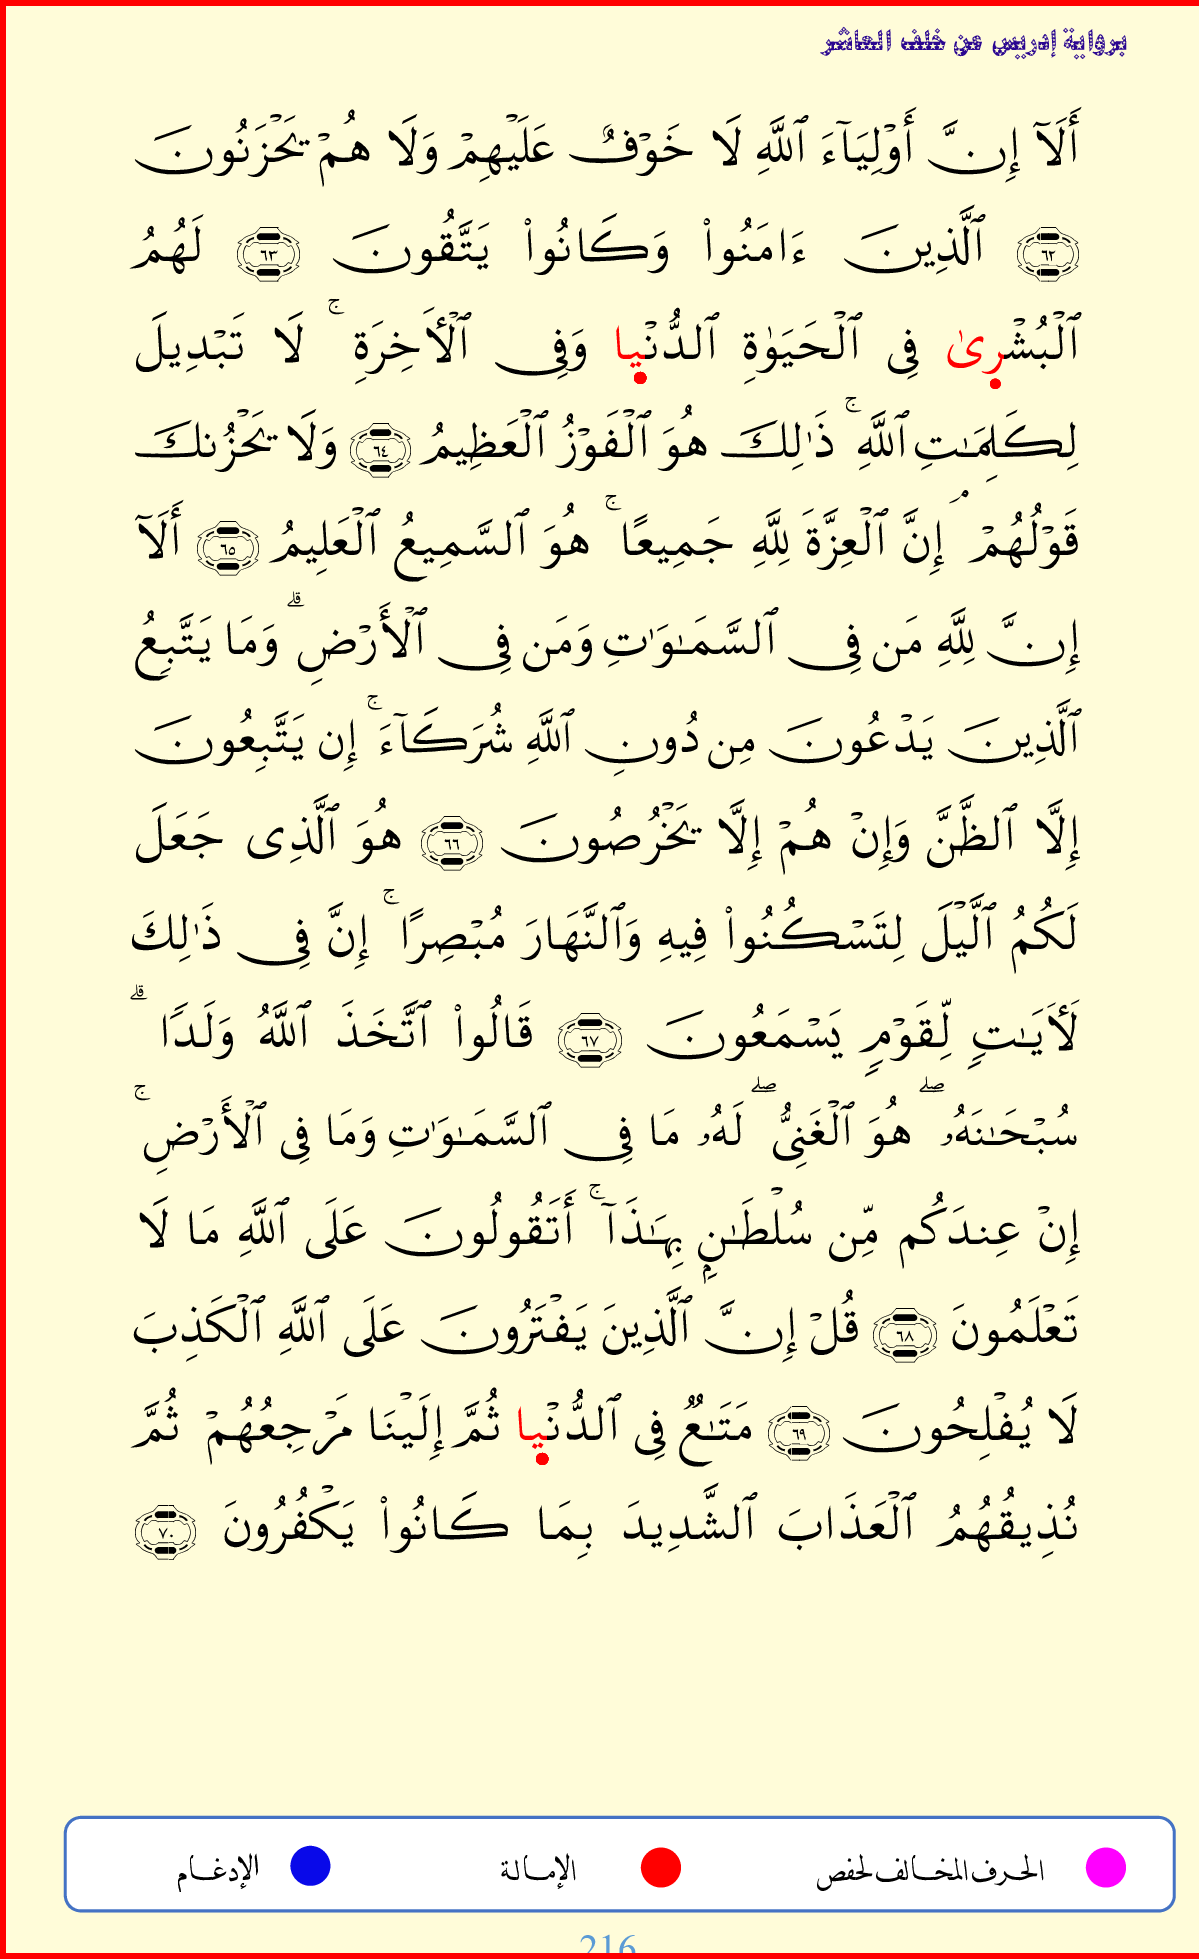 برواية إدريس عن خلف العاشر
أَلَآ إِنَّ أَوْلِيَآءَ ٱللَّهِ لَا خَوْفٌ عَلَيْهِمْ وَلَا هُمْ يَحْزَنُونَ
٦٢ ٱلَّذِينَ ءَامَنُوا۟ وَكَانُوا۟ يَتَّقُونَ ٦٣ لَهُمُ
ٱلْبُشْرِىٰ فِى ٱلْحَيَوٰةِ ٱلدُّنْيا وَفِى ٱلْأَخِرَةِ ۚ لَا تَبْدِيلَ
لِكَلِمَـٰتِ ٱللَّهِ ۚ ذَٰلِكَ هُوَ ٱلْفَوْزُ ٱلْعَظِيمُ ٦٤ وَلَا يَحْزُنكَ
قَوْلُهُمْ ۘ إِنَّ ٱلْعِزَّةَ لِلَّهِ جَمِيعًا ۚ هُوَ ٱلسَّمِيعُ ٱلْعَلِيمُ ٦٥ أَلَآ
إِنَّ لِلَّهِ مَن فِى ٱلسَّمَـٰوَٰتِ وَمَن فِى ٱلْأَرْضِ ۗ وَمَا يَتَّبِعُ
ٱلَّذِينَ يَدْعُونَ مِن دُونِ ٱللَّهِ شُرَكَآءَ ۚ إِن يَتَّبِعُونَ
إِلَّا ٱلظَّنَّ وَإِنْ هُمْ إِلَّا يَخْرُصُونَ ٦٦ هُوَ ٱلَّذِى جَعَلَ
لَكُمُ ٱلَّيْلَ لِتَسْكُنُوا۟ فِيهِ وَٱلنَّهَارَ مُبْصِرًا ۚ إِنَّ فِى ذَٰلِكَ
لَأَيَـٰتٍ لِّقَوْمٍ يَسْمَعُونَ ٦٧ قَالُوا۟ ٱتَّخَذَ ٱللَّهُ وَلَدًا ۗ
سُبْحَـٰنَهُۥ ۖ هُوَ ٱلْغَنِىُّ ۖ لَهُۥ مَا فِى ٱلسَّمَـٰوَٰتِ وَمَا فِى ٱلْأَرْضِ ۚ
إِنْ عِندَكُم مِّن سُلْطَـٰنٍۭ بِهَـٰذَآ ۚ أَتَقُولُونَ عَلَى ٱللَّهِ مَا لَا
تَعْلَمُونَ ٦٨ قُلْ إِنَّ ٱلَّذِينَ يَفْتَرُونَ عَلَى ٱللَّهِ ٱلْكَذِبَ
لَا يُفْلِحُونَ ٦٩ مَتَـٰعٌ فِى ٱلدُّنْيا ثُمَّ إِلَيْنَا مَرْجِعُهُمْ ثُمَّ
نُذِيقُهُمُ ٱلْعَذَابَ ٱلشَّدِيدَ بِمَا كَانُوا۟ يَكْفُرُونَ ٧٠
الحرف المخالف لحفص الإمالة الإدغام
216